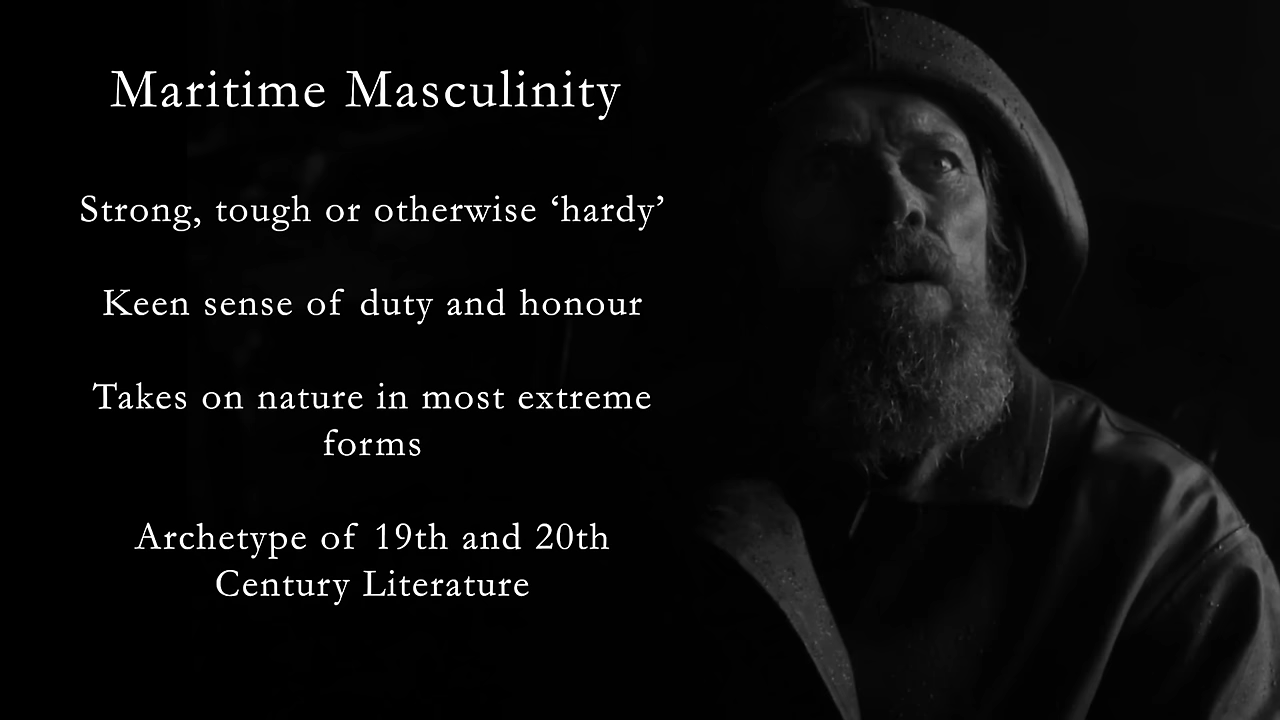 Maritime Masculinity
Strong, tough or otherwise ‘hardy’
Keen sense of duty and honour
Takes on nature in most extreme
forms
Archetype of 19th and 20th
Century Literature